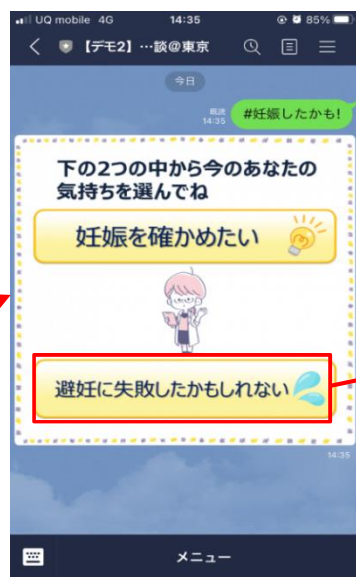 UQ mobile 4G 14:35 85%
【デモ2】…談@東京
今日
既読
14:35
#妊娠したかも!
下の2つの中から今のあなたの
気持ちを選んでね
妊娠を確かめたい
避妊に失敗したかもしれない
14:35
メニュー